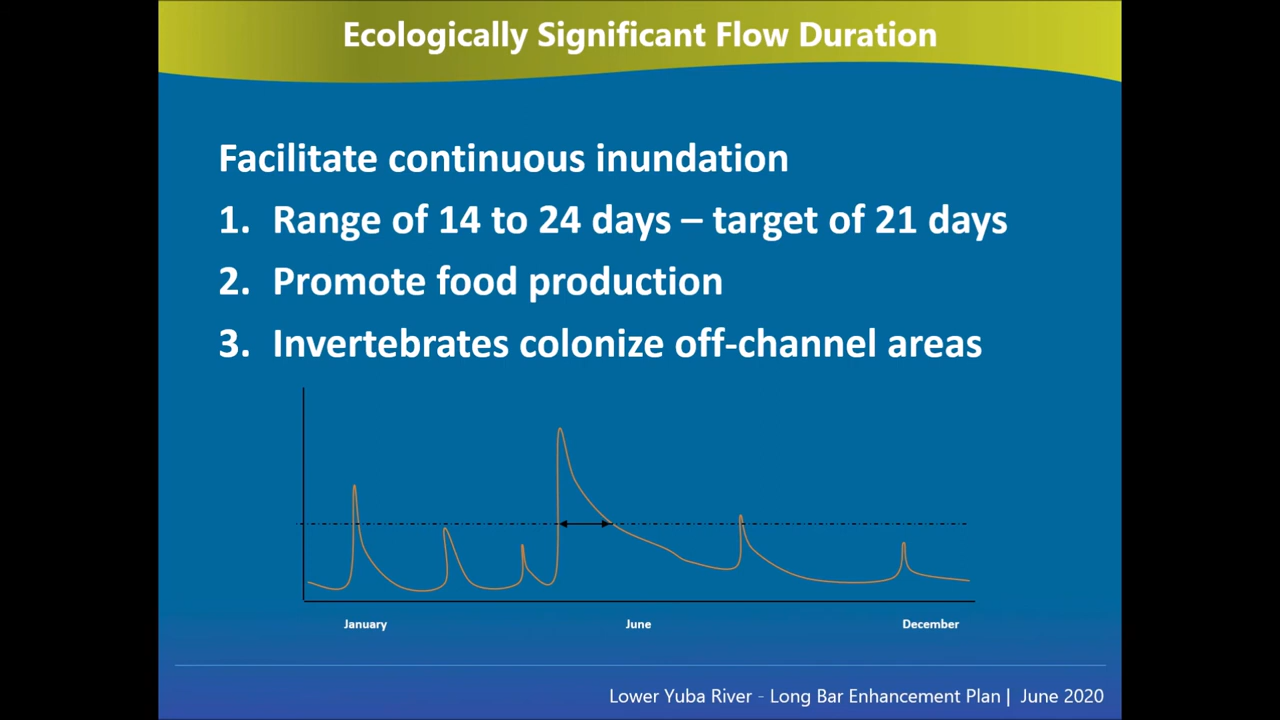 Ecologically Significant Flow Duration
Facilitate continuous inundation
1. Range of 14 to 24 days – target of 21 days
2. Promote food production
3. Invertebrates colonize off-channel areas
January June December
Lower Yuba River - Long Bar Enhancement Plan | June 2020